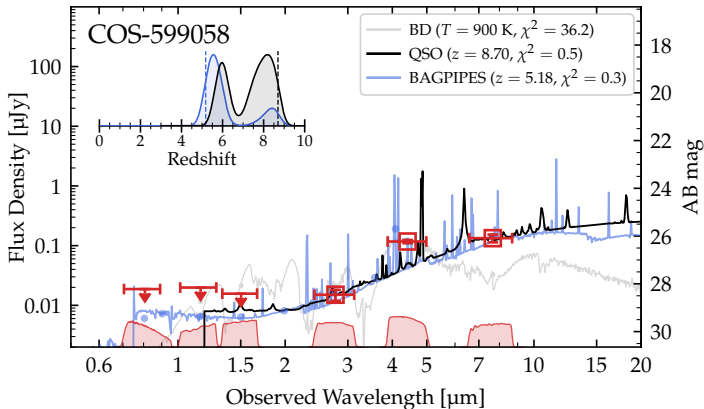 COS-599058
BD (T = 900 K, χ² = 36.2)
QSO (z = 8.70, χ² = 0.5)
BAGPIPES (z = 5.18, χ² = 0.3)
100
10
1
0.1
0.01
Flux Density [μJy]
0 2 4 6 8 10
Redshift
18
20
22
24
26
28
30
AB mag
0.6 1 1.5 2 3 4 5 7 10 15 20
Observed Wavelength [μm]